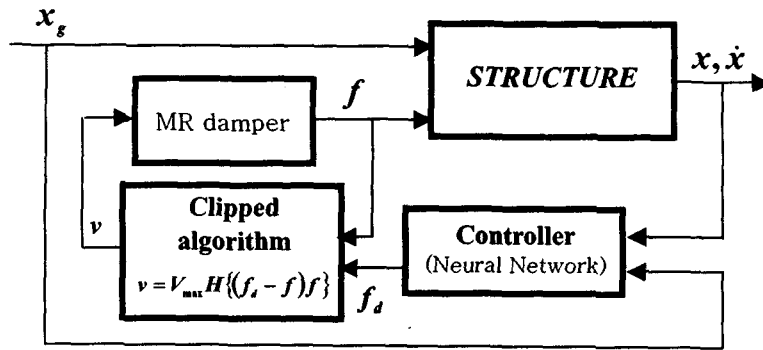 x_g
x, ẋ
STRUCTURE
f
MR damper
v
Clipped
algorithm
v = V_max H{(f_d - f)f}
f_d
Controller
(Neural Network)